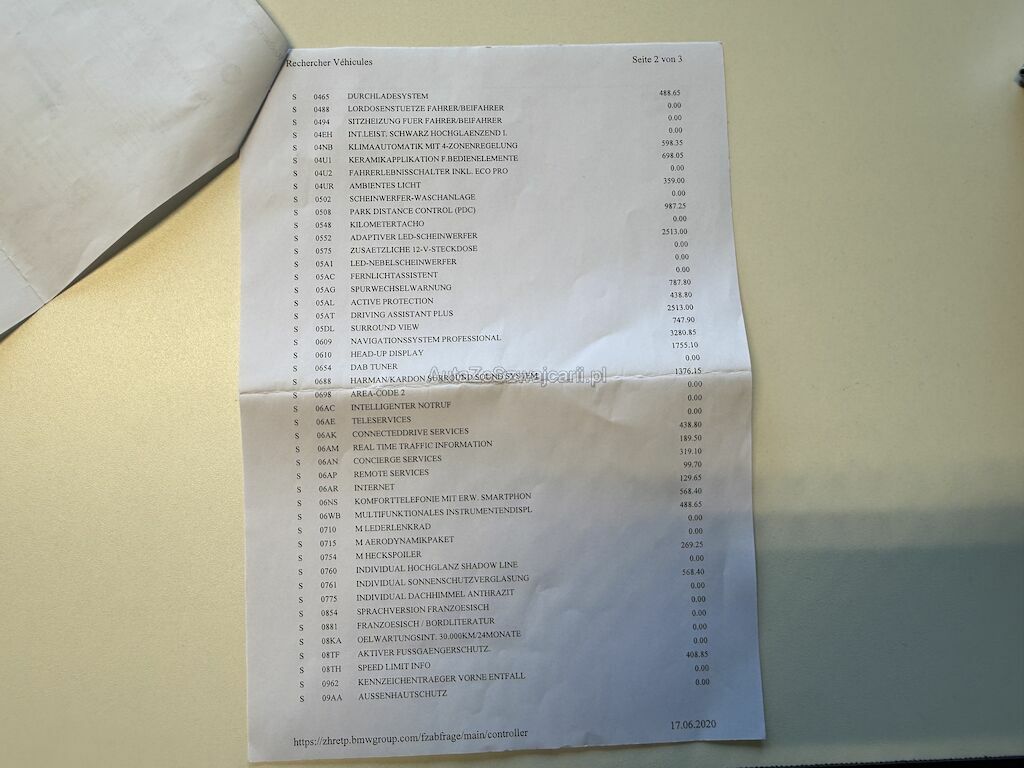 Rechercher Véhicules Seite 2 von 3
S 0465 DURCHLADESYSTEM 488.65
S 0488 LORDOSENSTUETZE FAHRER/BEIFAHRER 0.00
S 0494 SITZHEIZUNG FUER FAHRER/BEIFAHRER 0.00
S 04EH INT.LEIST. SCHWARZ HOCHGLAENZEND I. 0.00
S 04NB KLIMAAUTOMATIK MIT 4-ZONENREGELUNG 598.35
S 04U1 KERAMIKAPPLIKATION F.BEDIENELEMENTE 698.05
S 04U2 FAHRERLEBNISSCHALTER INKL. ECO PRO 0.00
S 04UR AMBIENTES LICHT 359.00
S 0502 SCHEINWERFER-WASCHANLAGE 0.00
S 0508 PARK DISTANCE CONTROL (PDC) 987.25
S 0548 KILOMETERTACHO 0.00
S 0552 ADAPTIVER LED-SCHEINWERFER 2513.00
S 0575 ZUSAETZLICHE 12-V-STECKDOSE 0.00
S 05A1 LED-NEBELSCHEINWERFER 0.00
S 05AC FERNLICHTASSISTENT 0.00
S 05AG SPURWECHSELWARNUNG 787.80
S 05AL ACTIVE PROTECTION 438.80
S 05AT DRIVING ASSISTANT PLUS 2513.00
S 05DL SURROUND VIEW 747.90
S 0609 NAVIGATIONSSYSTEM PROFESSIONAL 3280.85
S 0610 HEAD-UP DISPLAY 1755.10
S 0654 DAB TUNER 0.00
S 0688 HARMAN/KARDON SURROUND SOUND SYSTEM 1376.15
AutoZeSzwajcarii.pl
S 0698 AREA-CODE 2 0.00
S 06AC INTELLIGENTER NOTRUF 0.00
S 06AE TELESERVICES 0.00
S 06AK CONNECTEDDRIVE SERVICES 438.80
S 06AM REAL TIME TRAFFIC INFORMATION 189.50
S 06AN CONCIERGE SERVICES 319.10
S 06AP REMOTE SERVICES 99.70
S 06AR INTERNET 129.65
S 06NS KOMFORTTELEFONIE MIT ERW. SMARTPHON 568.40
S 06WB MULTIFUNKTIONALES INSTRUMENTENDISPL 488.65
S 0710 M LEDERLENKRAD 0.00
S 0715 M AERODYNAMIKPAKET 0.00
S 0754 M HECKSPOILER 269.25
S 0760 INDIVIDUAL HOCHGLANZ SHADOW LINE 0.00
S 0761 INDIVIDUAL SONNENSCHUTZVERGLASUNG 568.40
S 0775 INDIVIDUAL DACHHIMMEL ANTHRAZIT 0.00
S 0854 SPRACHVERSION FRANZOESISCH 0.00
S 0881 FRANZOESISCH / BORDLITERATUR 0.00
S 08KA OELWARTUNGSINT. 30.000KM/24MONATE 0.00
S 08TF AKTIVER FUSSGAENGERSCHUTZ. 0.00
S 08TH SPEED LIMIT INFO 408.85
S 0962 KENNZEICHENTRAEGER VORNE ENTFALL 0.00
S 09AA AUSSENHAUTSCHUTZ 0.00
https://zhretp.bmwgroup.com/fzabfrage/main/controller 17.06.2020